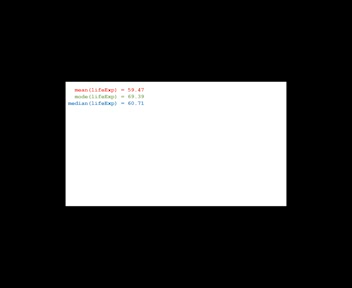 mean(lifeExp) = 59.47
mode(lifeExp) = 69.39
median(lifeExp) = 60.71